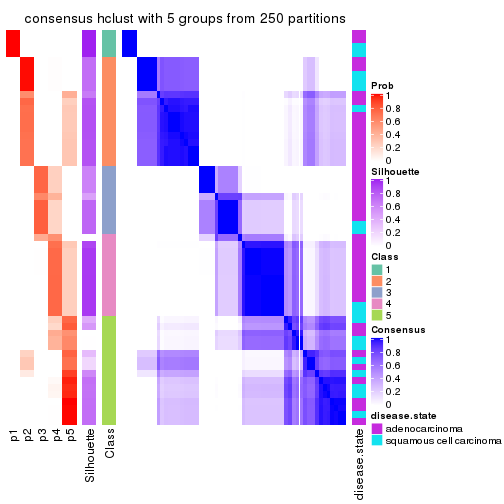 consensus hclust with 5 groups from 250 partitions
Prob
1
0.8
0.6
0.4
0.2
0
Silhouette
1
0.8
0.6
0.4
0.2
0
Class
1
2
3
4
5
Consensus
1
0.8
0.6
0.4
0.2
0
disease.state
adenocarcinoma
squamous cell carcinoma
p1
p2
p3
p4
p5
Silhouette
Class
disease.state